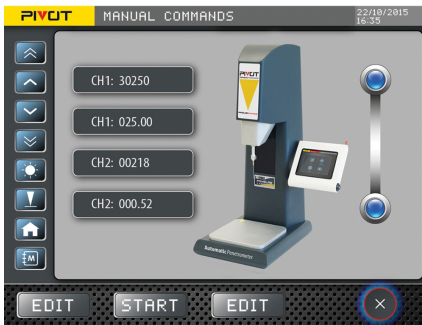 PIVOT
MANUAL COMMANDS
22/10/2015
16:35
CH1: 30250
CH1: 025.00
CH2: 00218
CH2: 000.52
PIVOT
Automatic Penetrometer
M
EDIT
START
EDIT